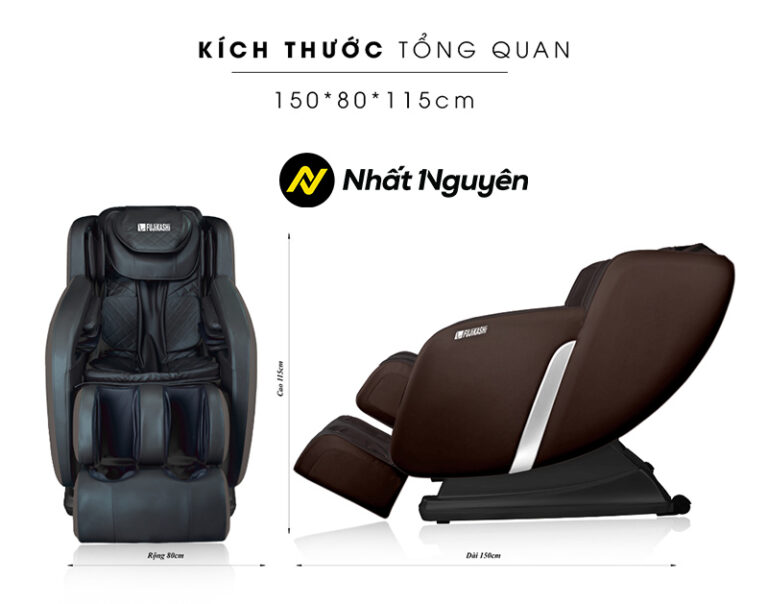 KÍCH THƯỚC TỔNG QUAN
150*80*115cm
Nhất Nguyên
FUJIKASHI
FUJIKASHI
Cao 115cm
Rộng 80cm
Dài 150cm